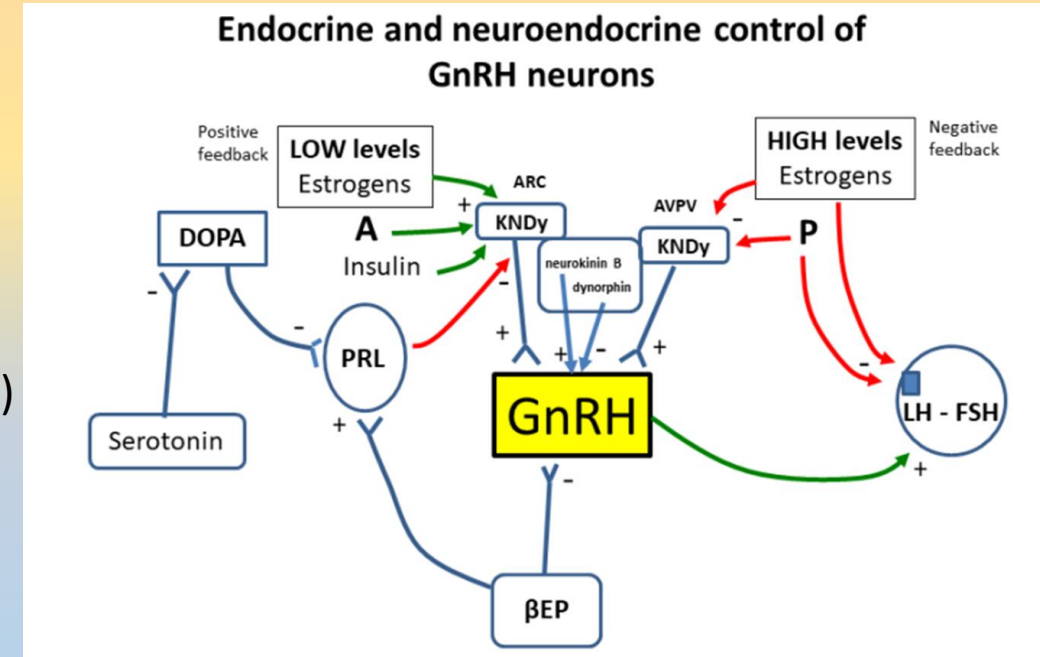 Endocrine and neuroendocrine control of
GnRH neurons
Positive
feedback
LOW levels
Estrogens
HIGH levels
Estrogens
Negative
feedback
ARC
AVPV
+
A
KNDy
-
P
DOPA
KNDy
Insulin
neurokinin B
dynorphin
-
-
-
PRL
+
+
-
+
-
)
GnRH
LH - FSH
+
Serotonin
+
-
βEP